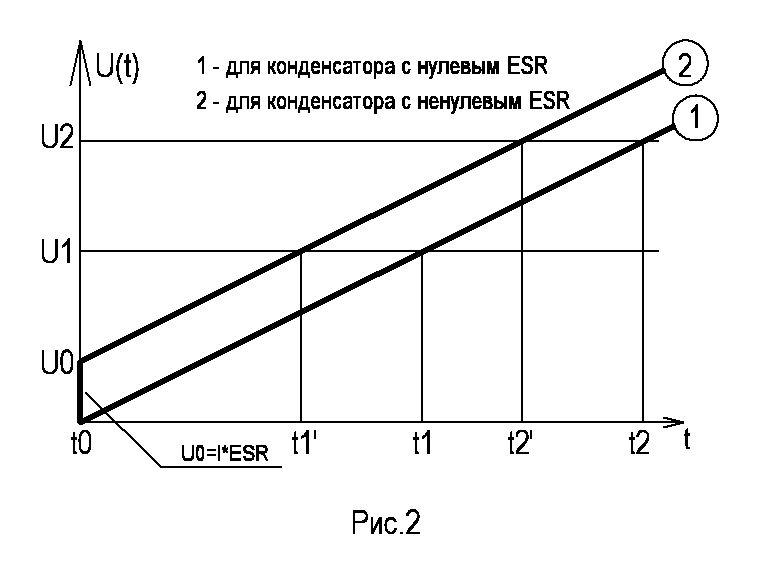 U(t)
1 - для конденсатора с нулевым ESR
2 - для конденсатора с ненулевым ESR
2
1
U2
U1
U0
t0
t1'
t1
t2'
t2
t
U0=I*ESR
Рис.2